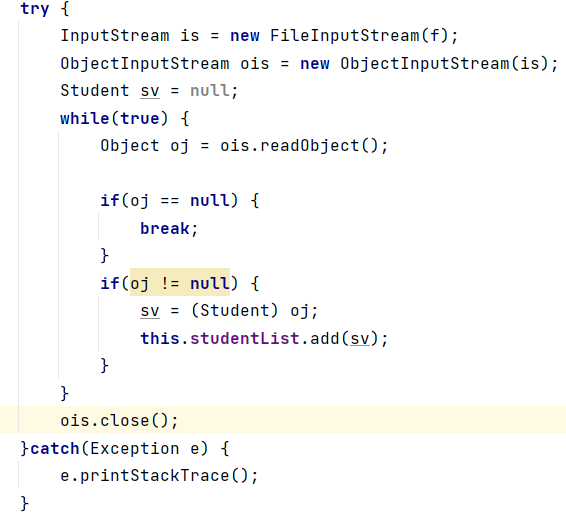 try {
    InputStream is = new FileInputStream(f);
    ObjectInputStream ois = new ObjectInputStream(is);
    Student sv = null;
    while(true) {
        Object oj = ois.readObject();
        if(oj == null) {
            break;
        }
        if(oj != null) {
            sv = (Student) oj;
            this.studentList.add(sv);
        }
    }
    ois.close();
}catch(Exception e) {
    e.printStackTrace();
}